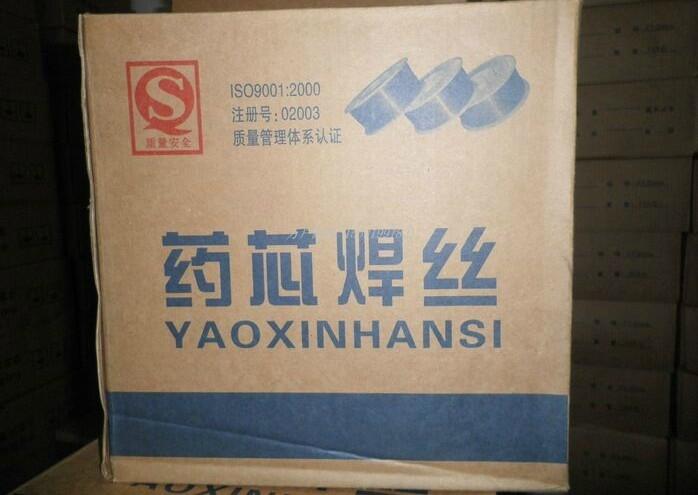 S
质量安全
ISO9001:2000
注册号:02003
质量管理体系认证
药芯焊丝
YAOXINHANSI
AOXINHANSI